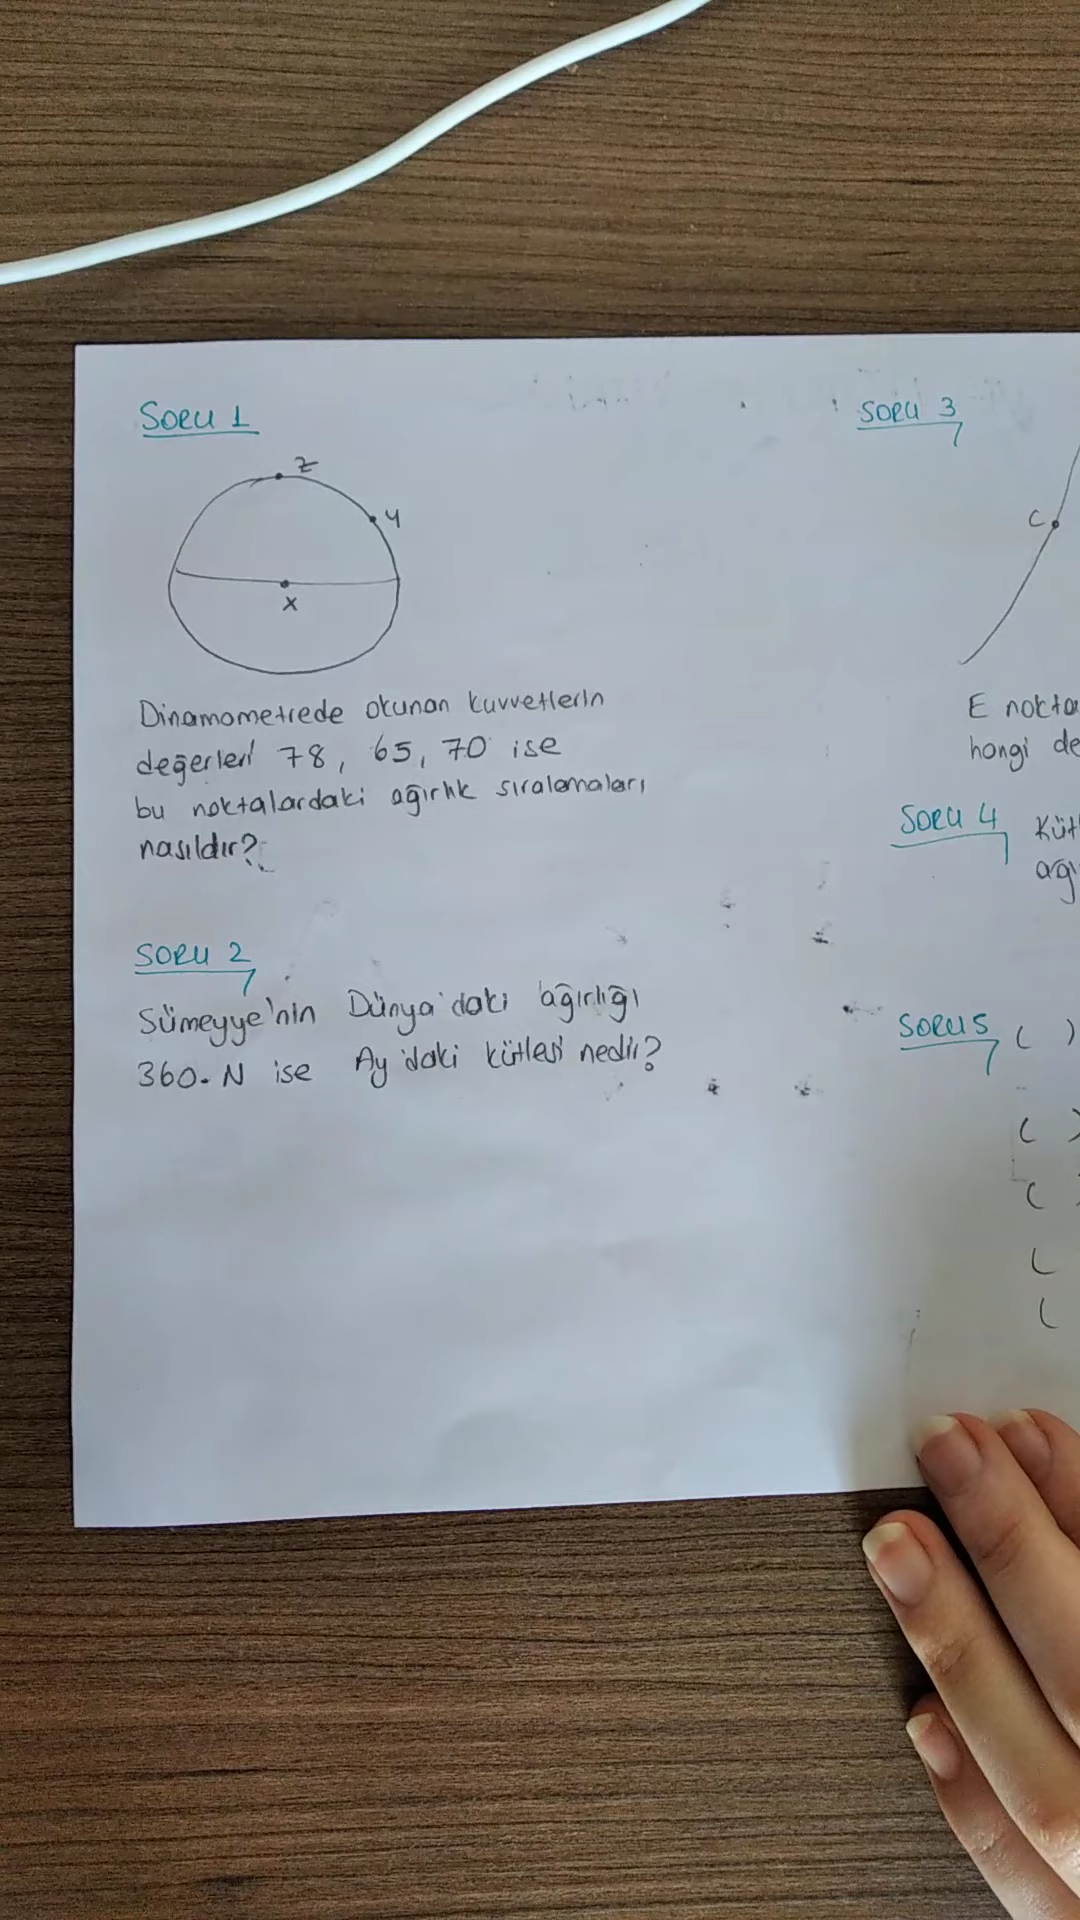 Soru 1
z
y
x
Dinamometrede okunan kuvvetlerin
değerleri 78, 65, 70 ise
bu noktalardaki ağırlık sıralamaları
nasıldır?
Soru 2
Sümeyye'nin Dünya'daki ağırlığı
360.N ise Ay'daki kütlesi nedir?
Soru 3
C
E nokta
hangi de
Soru 4 Küt
ağı
Soru 5 ( )
( )
(
(
(